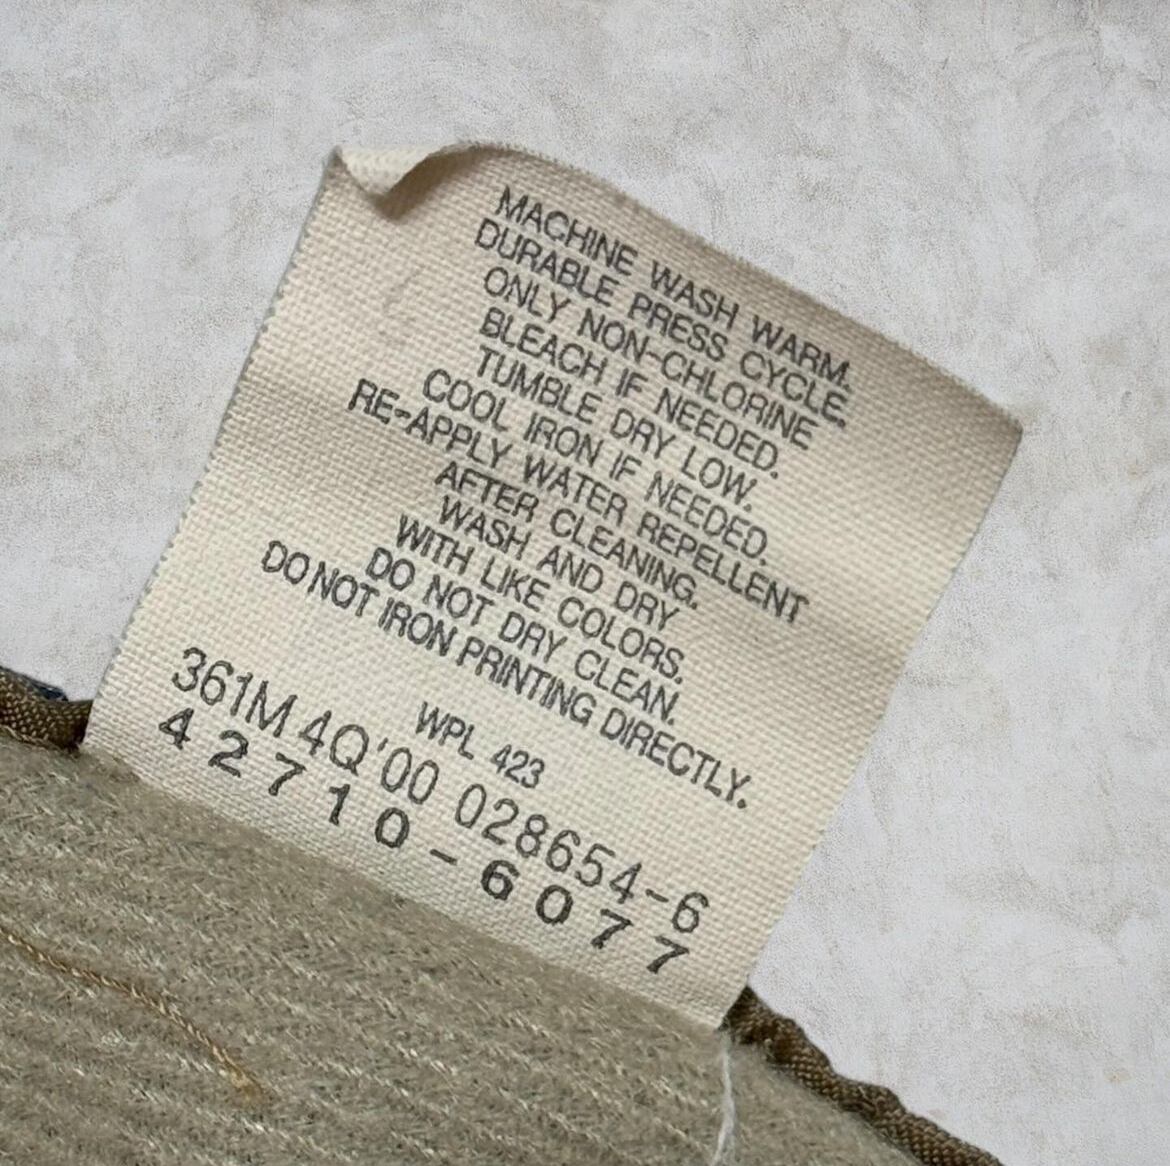 MACHINE WASH WARM.
DURABLE PRESS CYCLE.
ONLY NON-CHLORINE
BLEACH IF NEEDED.
TUMBLE DRY LOW.
COOL IRON IF NEEDED.
RE-APPLY WATER REPELLENT
AFTER CLEANING.
WASH AND DRY
WITH LIKE COLORS.
DO NOT DRY CLEAN.
DO NOT IRON PRINTING DIRECTLY.
WPL 423
361M 4Q'00 028654-6
42710-6077